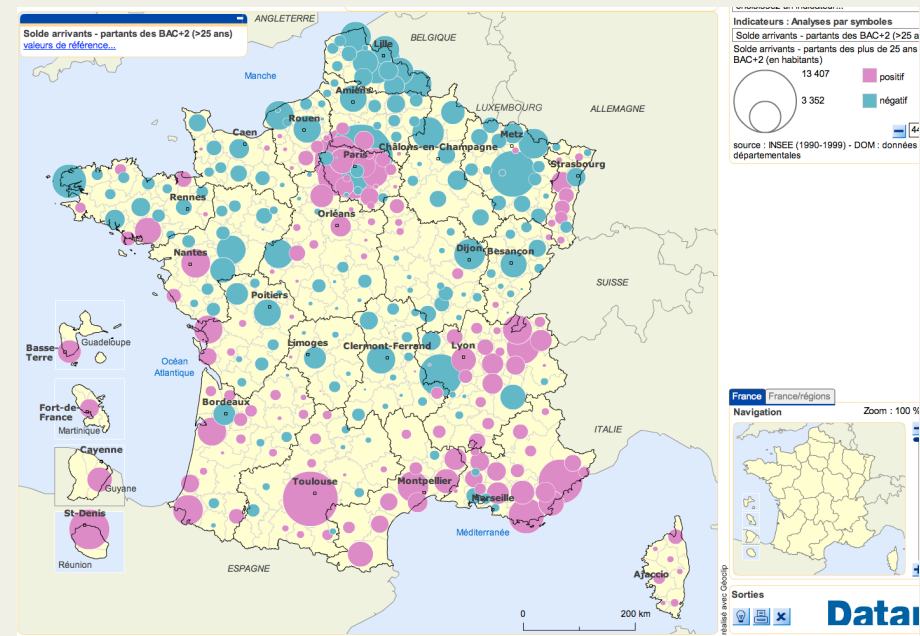 Solde arrivants - partants des BAC+2 (>25 ans)
valeurs de référence...
ANGLETERRE
BELGIQUE
Lille
Manche
Amiens
LUXEMBOURG
ALLEMAGNE
Rouen
Caen
Metz
Châlons-en-Champagne
Paris
Strasbourg
Rennes
Orléans
Nantes
Dijon
Besançon
SUISSE
Poitiers
Basse-
Terre
Guadeloupe
Limoges
Clermont-Ferrand
Lyon
Océan
Atlantique
Fort-de-
France
Martinique
Bordeaux
ITALIE
Cayenne
Guyane
Toulouse
Montpellier
Marseille
St-Denis
Réunion
Méditerranée
ESPAGNE
Ajaccio
0
200 km
réalisé avec Géoclip
Indicateurs : Analyses par symboles
Solde arrivants - partants des BAC+2 (>25 a
Solde arrivants - partants des plus de 25 ans
BAC+2 (en habitants)
13 407
positif
3 352
négatif
44
source : INSEE (1990-1999) - DOM : données
départementales
France
France/régions
Navigation
Zoom : 100 %
Sorties
Datar